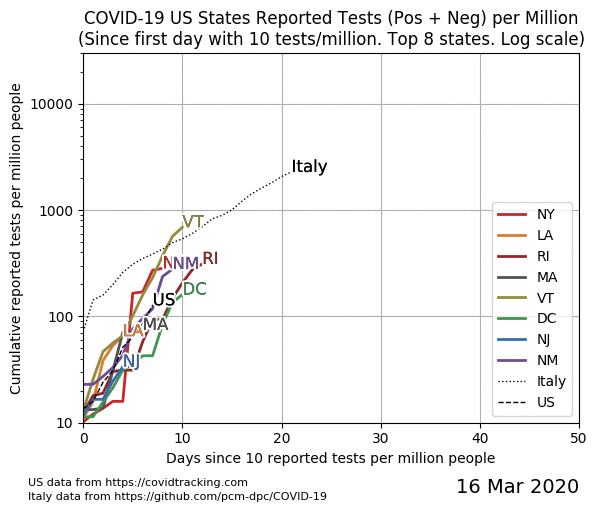 COVID-19 US States Reported Tests (Pos + Neg) per Million
(Since first day with 10 tests/million. Top 8 states. Log scale)
Cumulative reported tests per million people
10000
1000
100
10
Italy
VT
NM
RI
DC
US
MA
LA
NJ
NY
LA
RI
MA
VT
DC
NJ
NM
Italy
US
0
10
20
30
40
50
Days since 10 reported tests per million people
US data from https://covidtracking.com
Italy data from https://github.com/pcm-dpc/COVID-19
16 Mar 2020